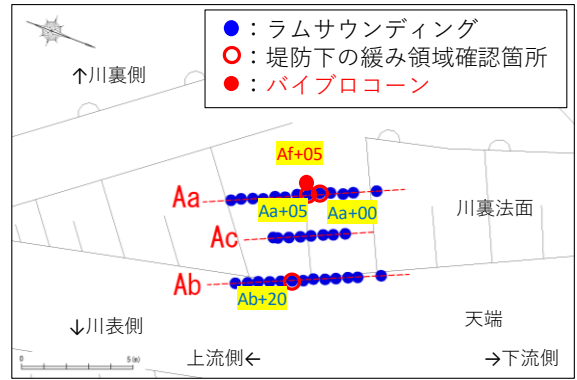 ●：ラムサウンディング
○：堤防下の緩み領域確認箇所
●：バイブロコーン
↑川裏側
Af+05
Aa
Aa+05
Aa+00
川裏法面
Ac
Ab
Ab+20
↓川表側
天端
上流側←
→下流側
0
5(m)